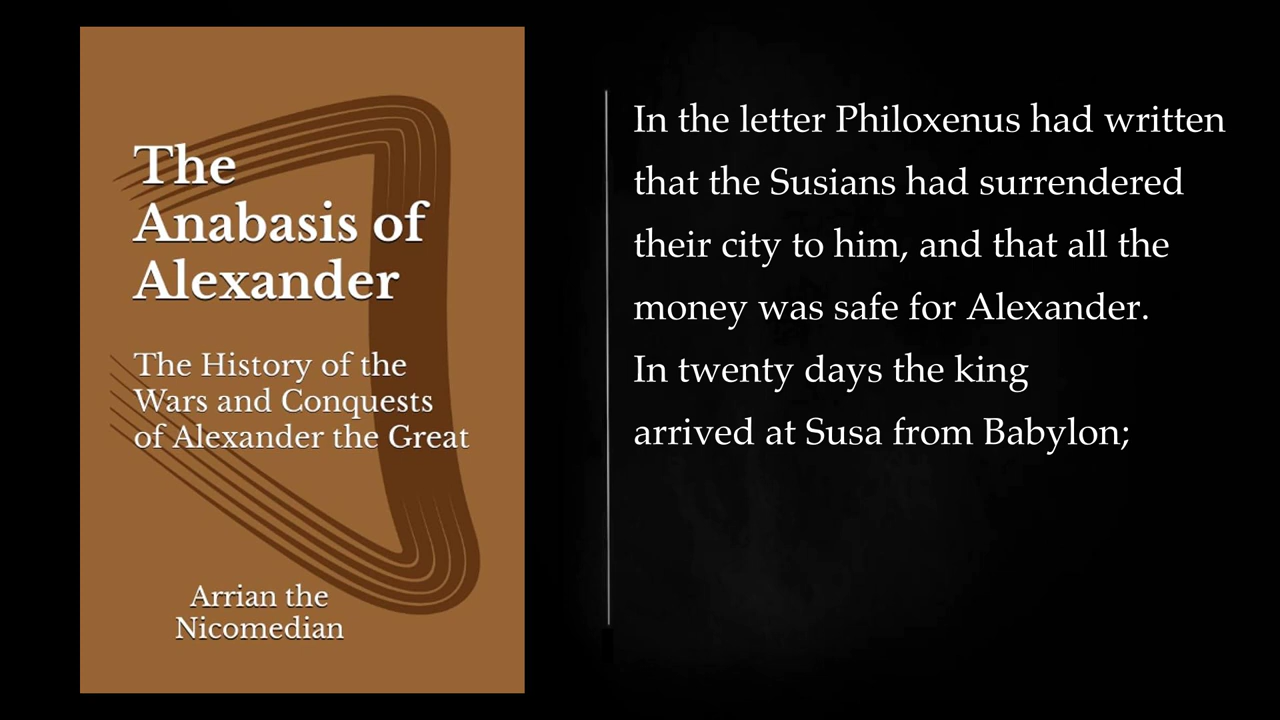 The
Anabasis of
Alexander
The History of the
Wars and Conquests
of Alexander the Great
Arrian the
Nicomedian
In the letter Philoxenus had written
that the Susians had surrendered
their city to him, and that all the
money was safe for Alexander.
In twenty days the king
arrived at Susa from Babylon;